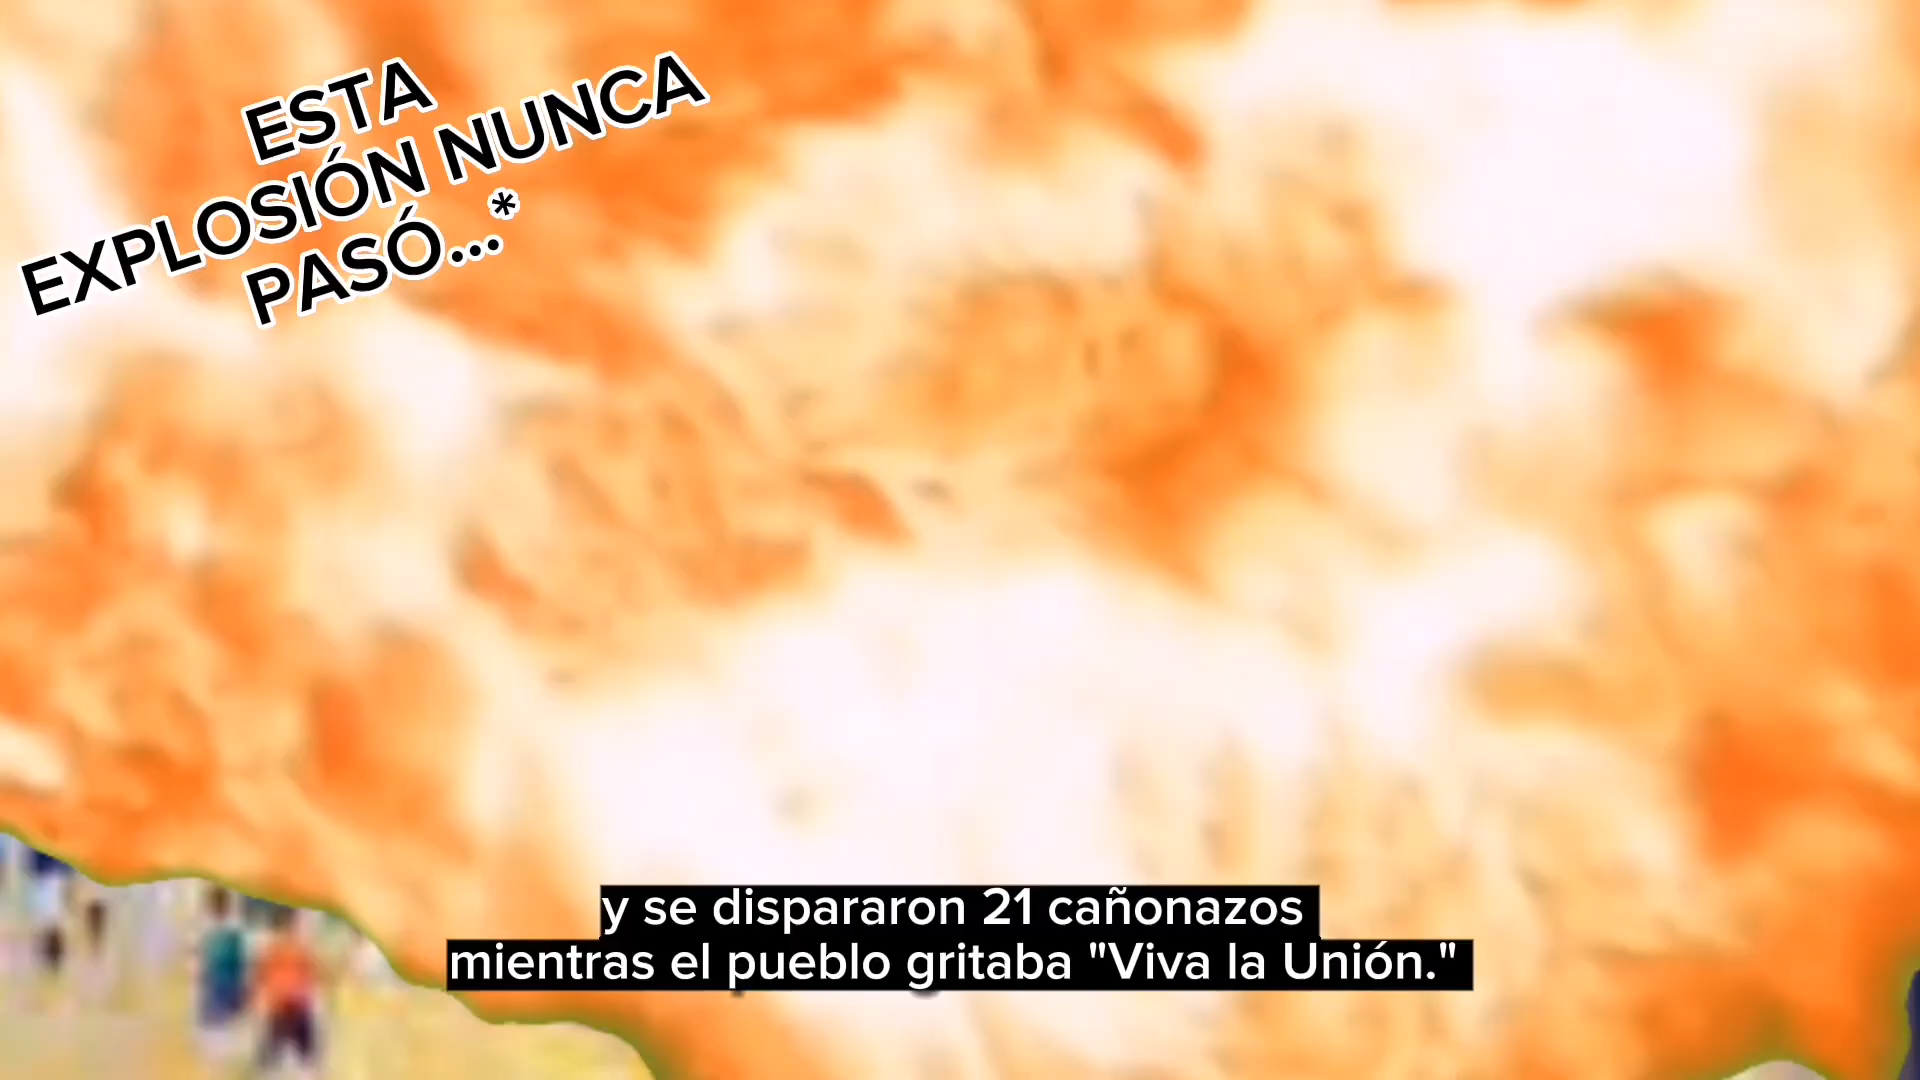 ESTA
EXPLOSIÓN NUNCA
PASÓ...*
y se dispararon 21 cañonazos
mientras el pueblo gritaba "Viva la Unión."